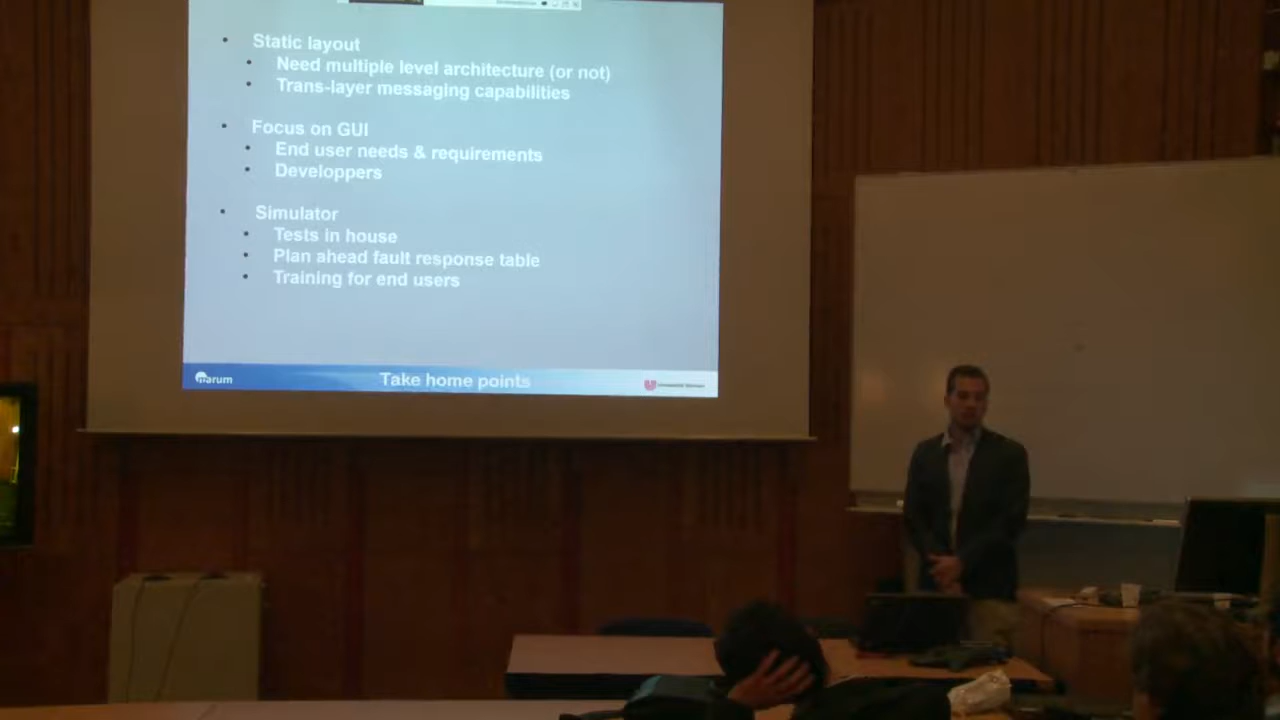 Static layout
Need multiple level architecture (or not)
Trans-layer messaging capabilities
Focus on GUI
End user needs & requirements
Developpers
Simulator
Tests in house
Plan ahead fault response table
Training for end users
marum
Take home points